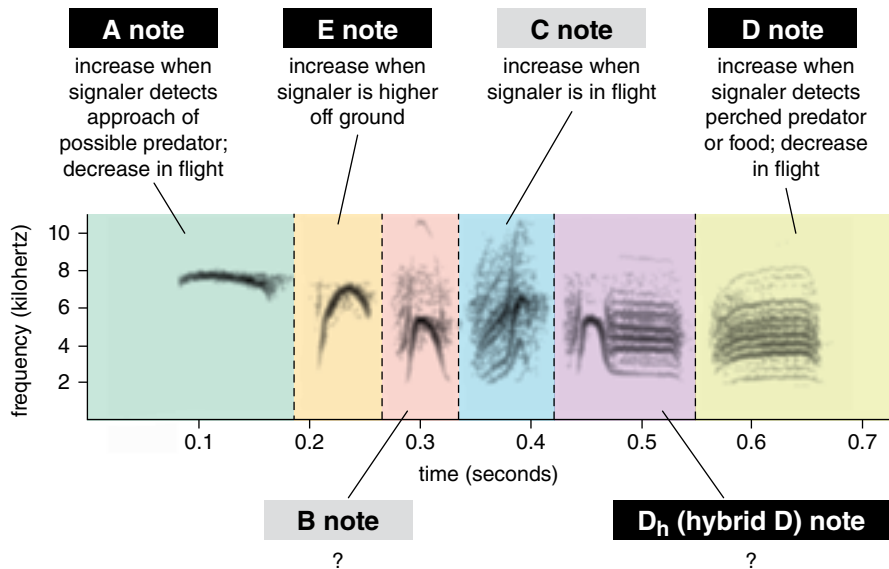 A note
increase when
signaler detects
approach of
possible predator;
decrease in flight
E note
increase when
signaler is higher
off ground
C note
increase when
signaler is in flight
D note
increase when
signaler detects
perched predator
or food; decrease
in flight
frequency (kilohertz)
10
8
6
4
2
0.1
0.2
0.3
0.4
0.5
0.6
0.7
time (seconds)
B note
?
Dh (hybrid D) note
?